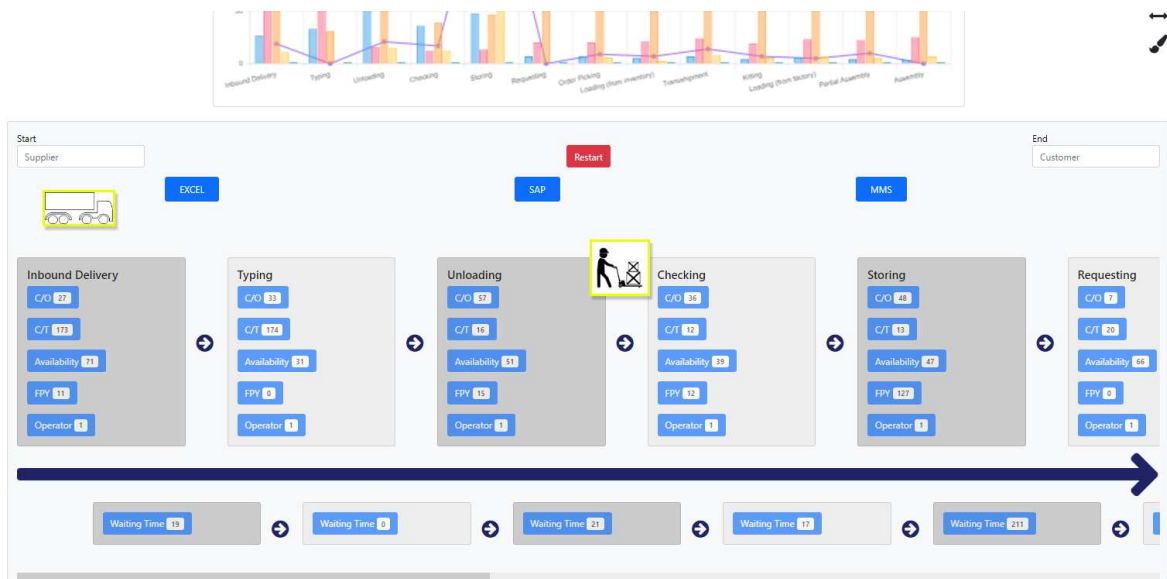 0
Inbound Delivery
Typing
Unloading
Checking
Storing
Requesting
Order Picking
Loading (from inventory)
Transshipment
Kitting
Loading (from factory)
Partial Assembly
Assembly
Start
End
Supplier
Restart
Customer
EXCEL
SAP
MMS
Inbound Delivery
C/O 27
C/T 173
Availability 71
FPY 11
Operator 1
Typing
C/O 33
C/T 174
Availability 31
FPY 0
Operator 1
Unloading
C/O 57
C/T 16
Availability 51
FPY 15
Operator 1
Checking
C/O 36
C/T 12
Availability 39
FPY 12
Operator 1
Storing
C/O 48
C/T 13
Availability 47
FPY 127
Operator 1
Requesting
C/O 7
C/T 20
Availability 66
FPY 0
Operator 1
Waiting Time 19
Waiting Time 0
Waiting Time 21
Waiting Time 17
Waiting Time 211